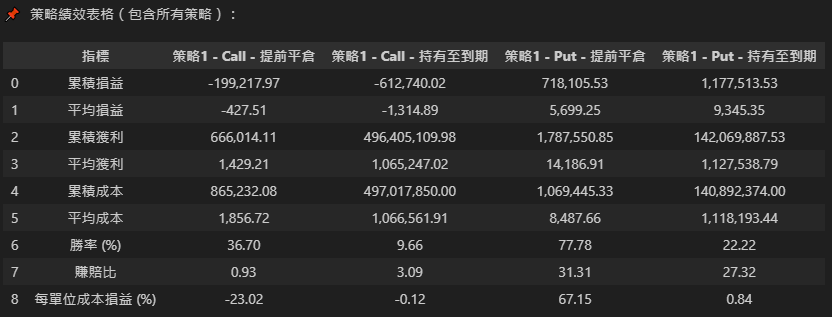 📌 策略績效表格（包含所有策略）：
指標 策略1 - Call - 提前平倉 策略1 - Call - 持有至到期 策略1 - Put - 提前平倉 策略1 - Put - 持有至到期
0 累積損益 -199,217.97 -612,740.02 718,105.53 1,177,513.53
1 平均損益 -427.51 -1,314.89 5,699.25 9,345.35
2 累積獲利 666,014.11 496,405,109.98 1,787,550.85 142,069,887.53
3 平均獲利 1,429.21 1,065,247.02 14,186.91 1,127,538.79
4 累積成本 865,232.08 497,017,850.00 1,069,445.33 140,892,374.00
5 平均成本 1,856.72 1,066,561.91 8,487.66 1,118,193.44
6 勝率 (%) 36.70 9.66 77.78 22.22
7 賺賠比 0.93 3.09 31.31 27.32
8 每單位成本損益 (%) -23.02 -0.12 67.15 0.84